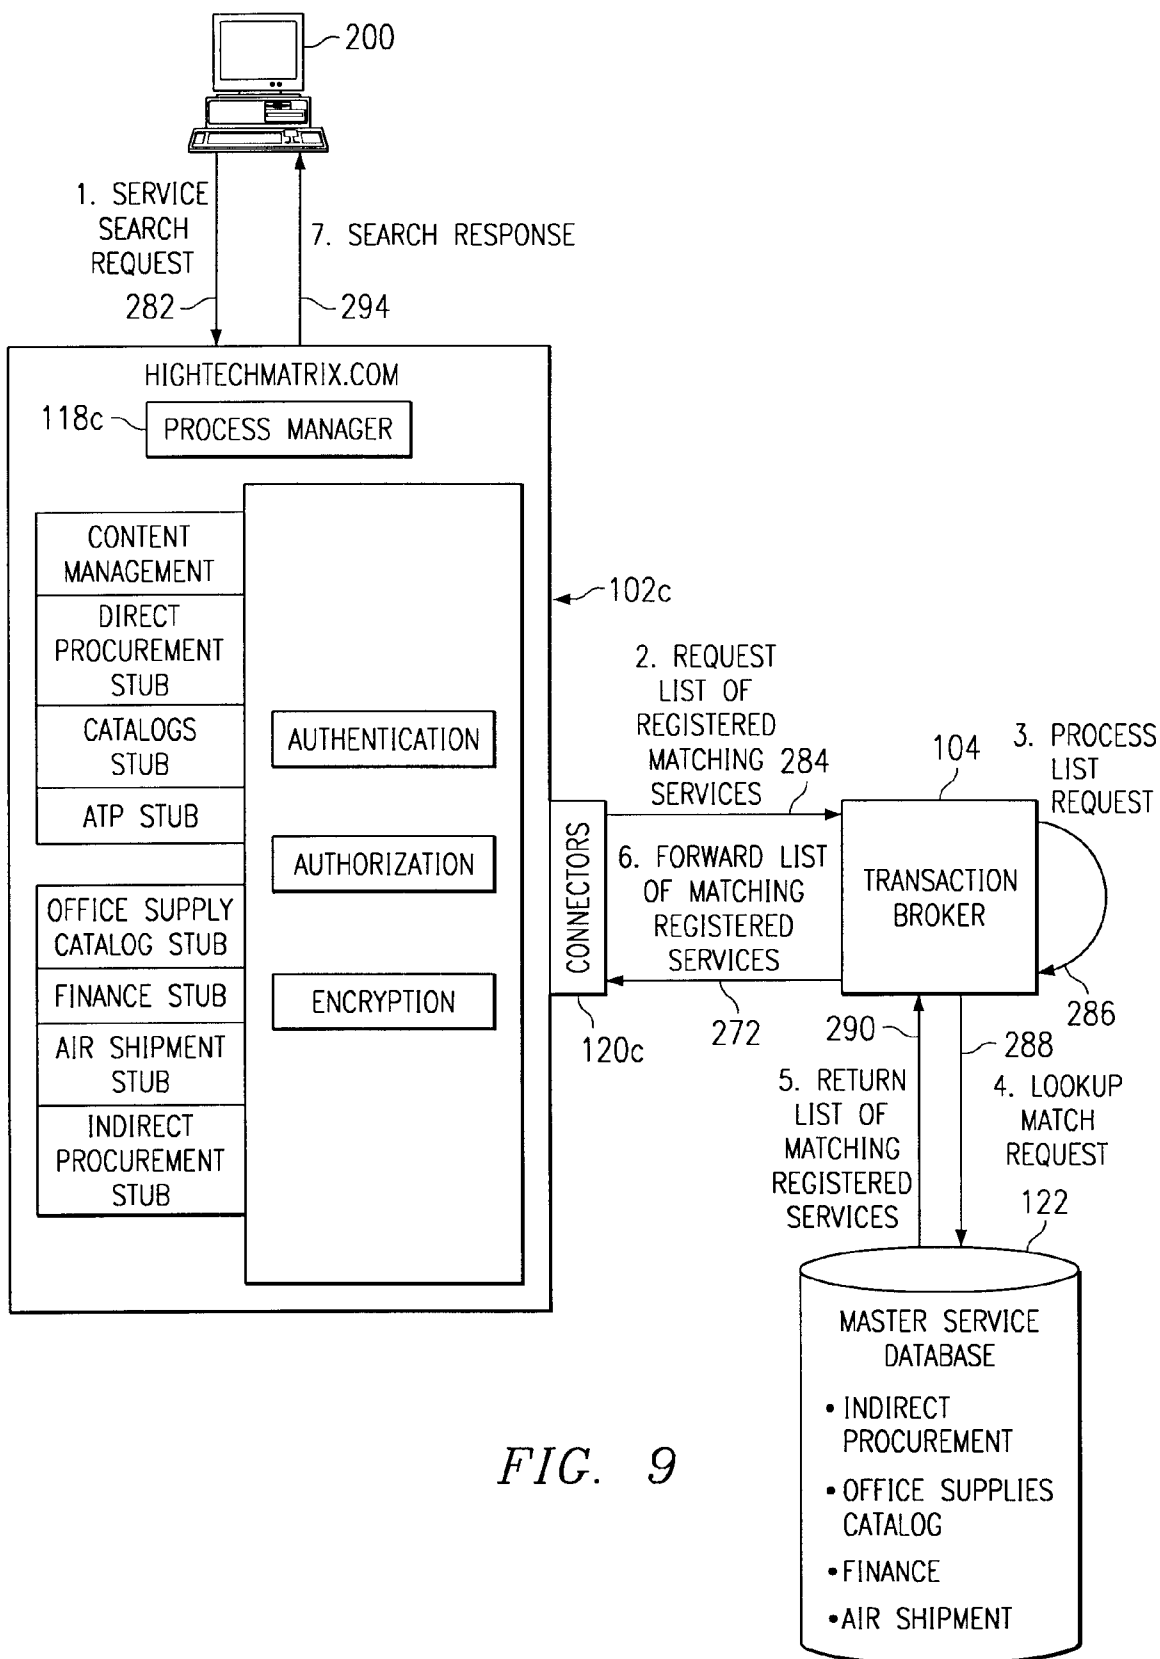 200
1. SERVICE
SEARCH
REQUEST
7. SEARCH RESPONSE
282
294
HIGHTECHMATRIX.COM
118c
PROCESS MANAGER
CONTENT
MANAGEMENT
DIRECT
PROCUREMENT
STUB
CATALOGS
STUB
ATP STUB
OFFICE SUPPLY
CATALOG STUB
FINANCE STUB
AIR SHIPMENT
STUB
INDIRECT
PROCUREMENT
STUB
AUTHENTICATION
AUTHORIZATION
ENCRYPTION
102c
CONNECTORS
120c
2. REQUEST
LIST OF
REGISTERED
MATCHING
SERVICES
284
6. FORWARD LIST
OF MATCHING
REGISTERED
SERVICES
272
104
TRANSACTION
BROKER
3. PROCESS
LIST
REQUEST
286
290
288
5. RETURN
LIST OF
MATCHING
REGISTERED
SERVICES
4. LOOKUP
MATCH
REQUEST
122
MASTER SERVICE
DATABASE
• INDIRECT
PROCUREMENT
• OFFICE SUPPLIES
CATALOG
• FINANCE
• AIR SHIPMENT
FIG. 9